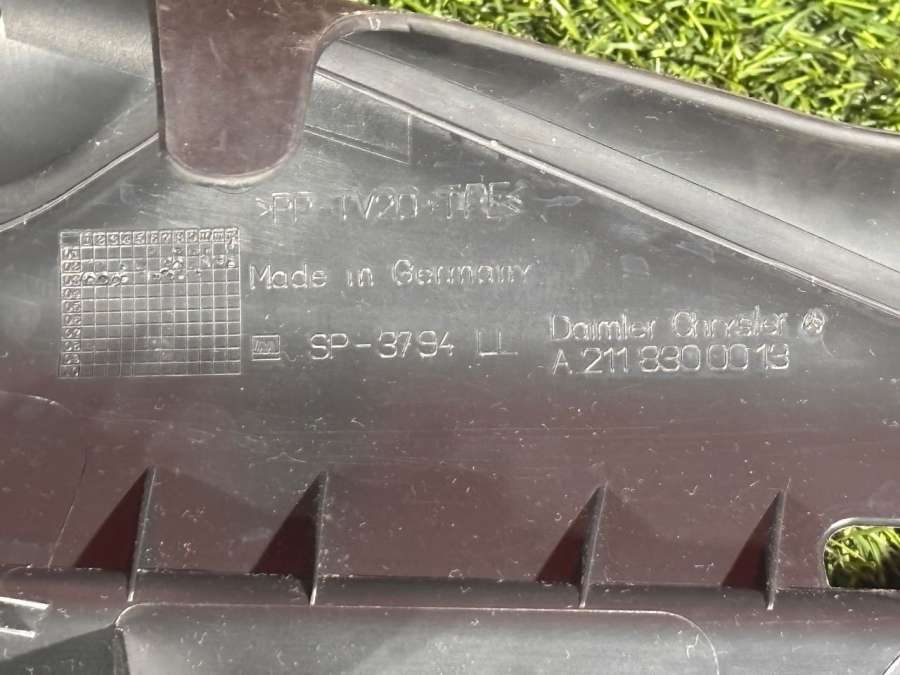 >PP-TV20+TPE<
Made in Germany
SP-3794 LL
Daimler Chrysler
A 211 830 00 13